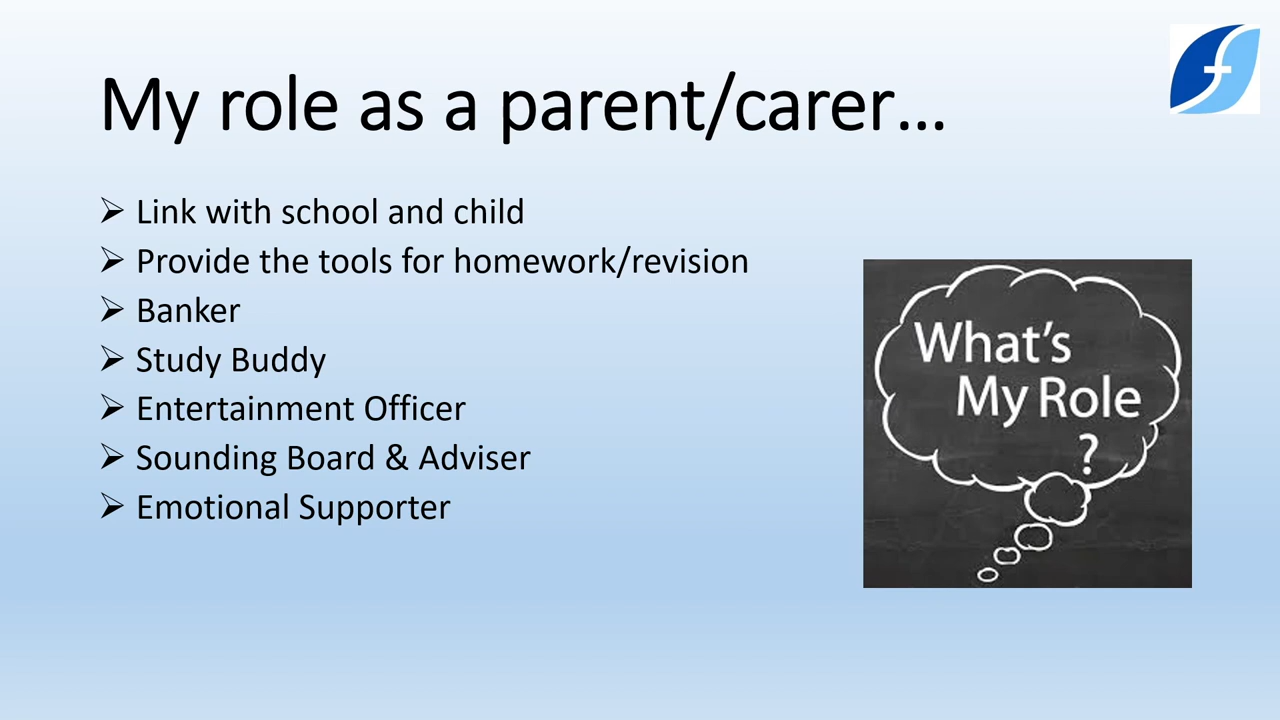 My role as a parent/carer…
Link with school and child
Provide the tools for homework/revision
Banker
Study Buddy
Entertainment Officer
Sounding Board & Adviser
Emotional Supporter
What's
My Role
?